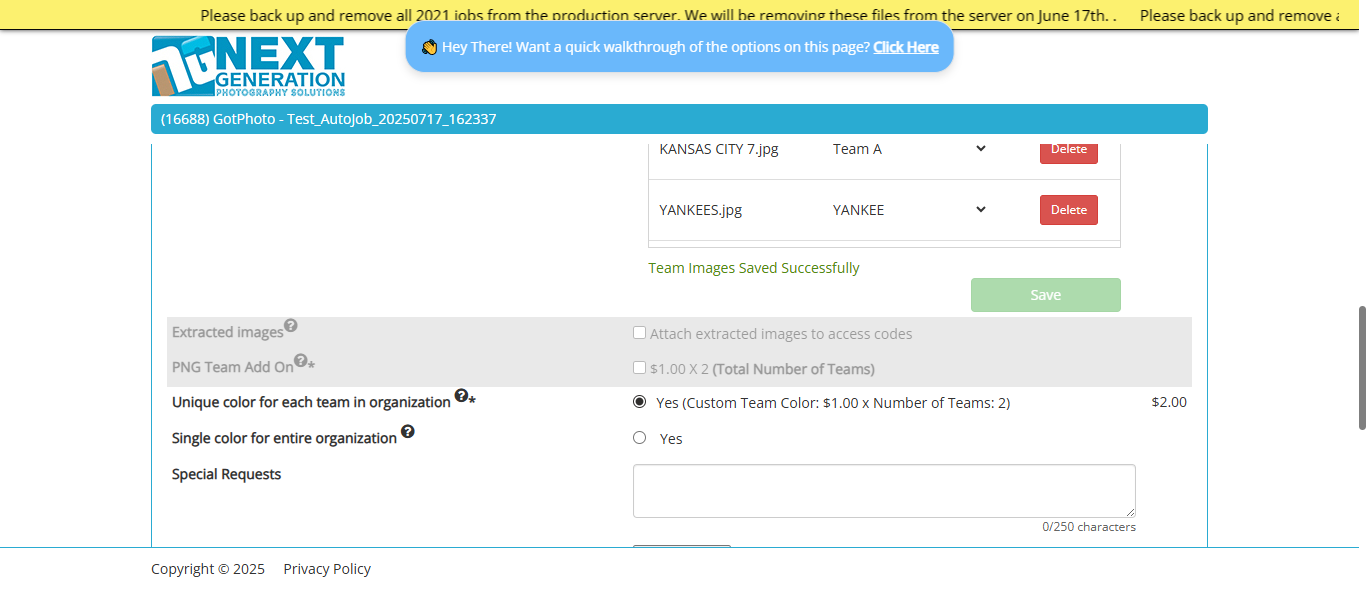 Please back up and remove all 2021 jobs from the production server. We will be removing these files from the server on June 17th. . Please back up and remove a
👋 Hey There! Want a quick walkthrough of the options on this page? Click Here
NEXT
GENERATION
PHOTOGRAPHY SOLUTIONS
(16688) GotPhoto - Test_AutoJob_20250717_162337
KANSAS CITY 7.jpg Team A Delete
YANKEES.jpg YANKEE Delete
Team Images Saved Successfully
Save
Extracted images? Attach extracted images to access codes
PNG Team Add On?* $1.00 X 2 (Total Number of Teams)
Unique color for each team in organization ?* Yes (Custom Team Color: $1.00 x Number of Teams: 2) $2.00
Single color for entire organization ? Yes
Special Requests
0/250 characters
Copyright © 2025 Privacy Policy